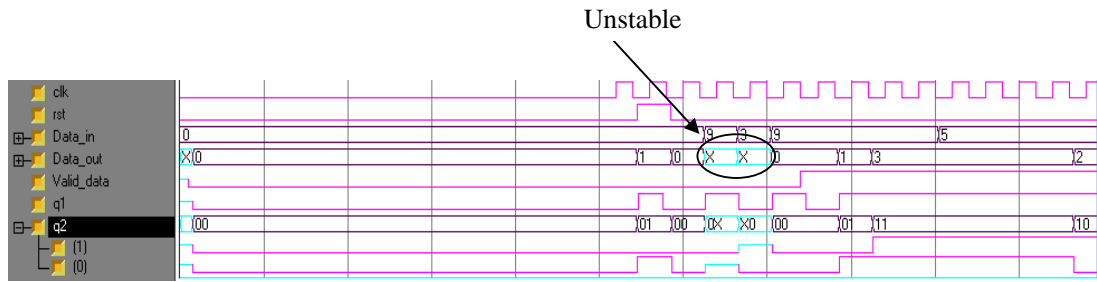 Unstable
clk
rst
Data_in 0 9 3 9 5
Data_out X 0 1 0 X X 0 1 3 2
Valid_data
q1
q2 00 01 00 0X X0 00 01 11 10
(1)
(0)